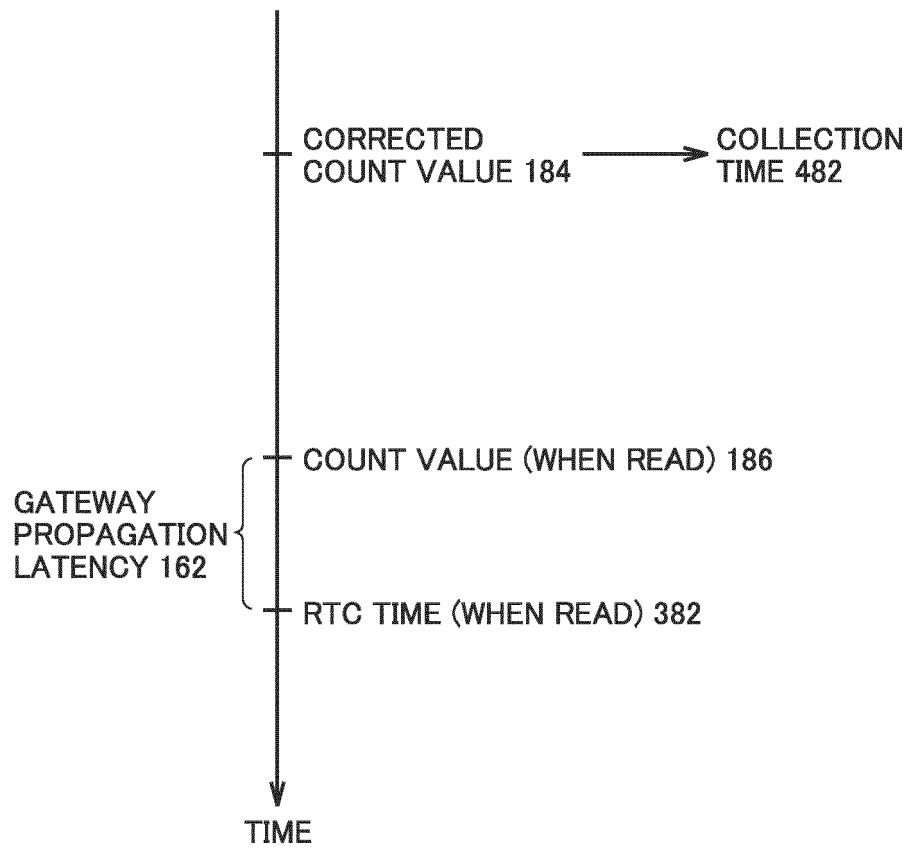 CORRECTED
COUNT VALUE 184
COLLECTION
TIME 482
COUNT VALUE (WHEN READ) 186
GATEWAY
PROPAGATION
LATENCY 162
RTC TIME (WHEN READ) 382
TIME